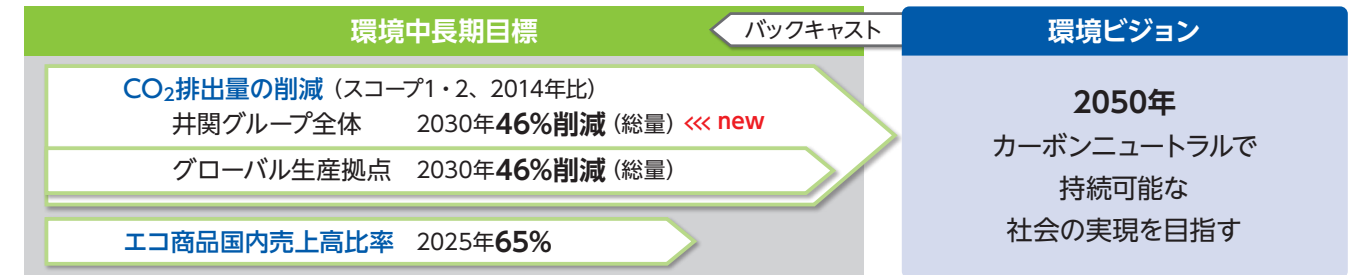 環境中長期目標
バックキャスト
環境ビジョン
CO₂排出量の削減（スコープ1・2、2014年比）
井関グループ全体 2030年46%削減（総量）<<< new
グローバル生産拠点 2030年46%削減（総量）
エコ商品国内売上高比率 2025年65%
2050年
カーボンニュートラルで
持続可能な
社会の実現を目指す